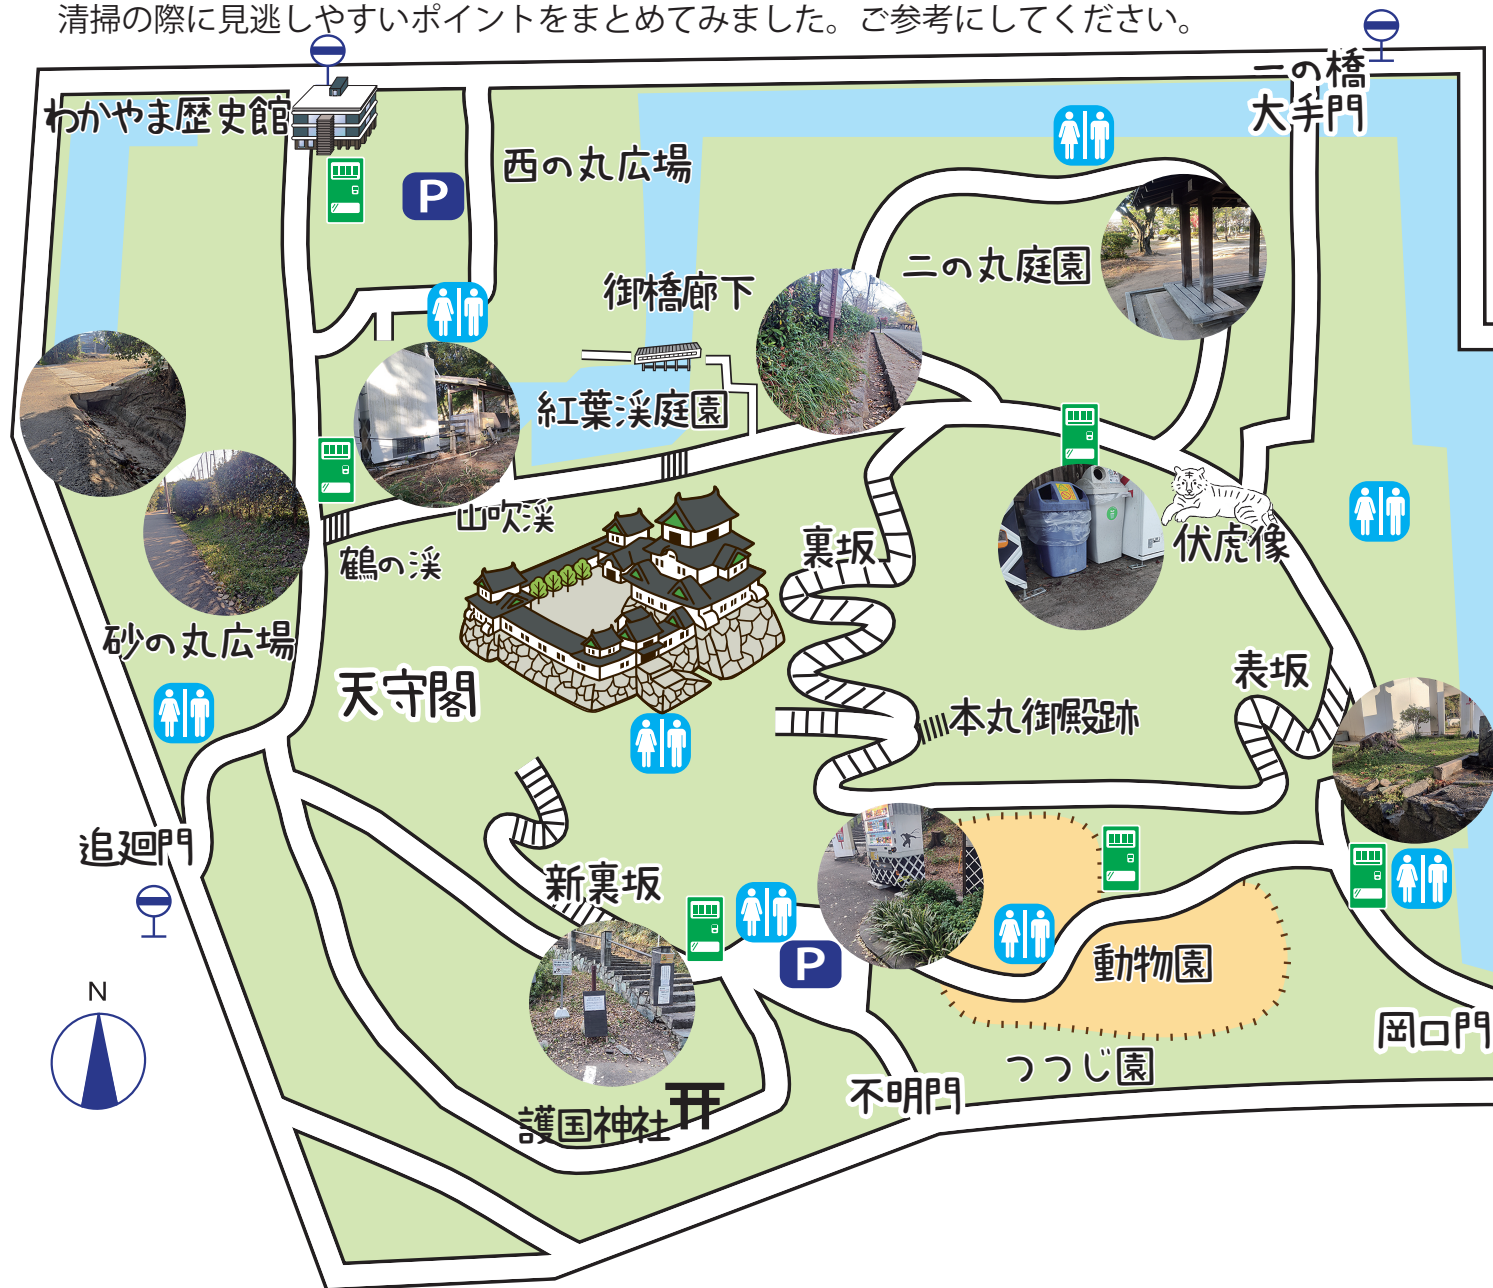 清掃の際に見逃しやすいポイントをまとめてみました。ご参考にしてください。
一の橋
大手門
わかやま歴史館
西の丸広場
P
二の丸庭園
御橋廊下
紅葉渓庭園
山吹渓
鶴の渓
裏坂
伏虎像
砂の丸広場
天守閣
表坂
本丸御殿跡
追廻門
新裏坂
P
動物園
N
岡口門
つつじ園
不明門
護国神社